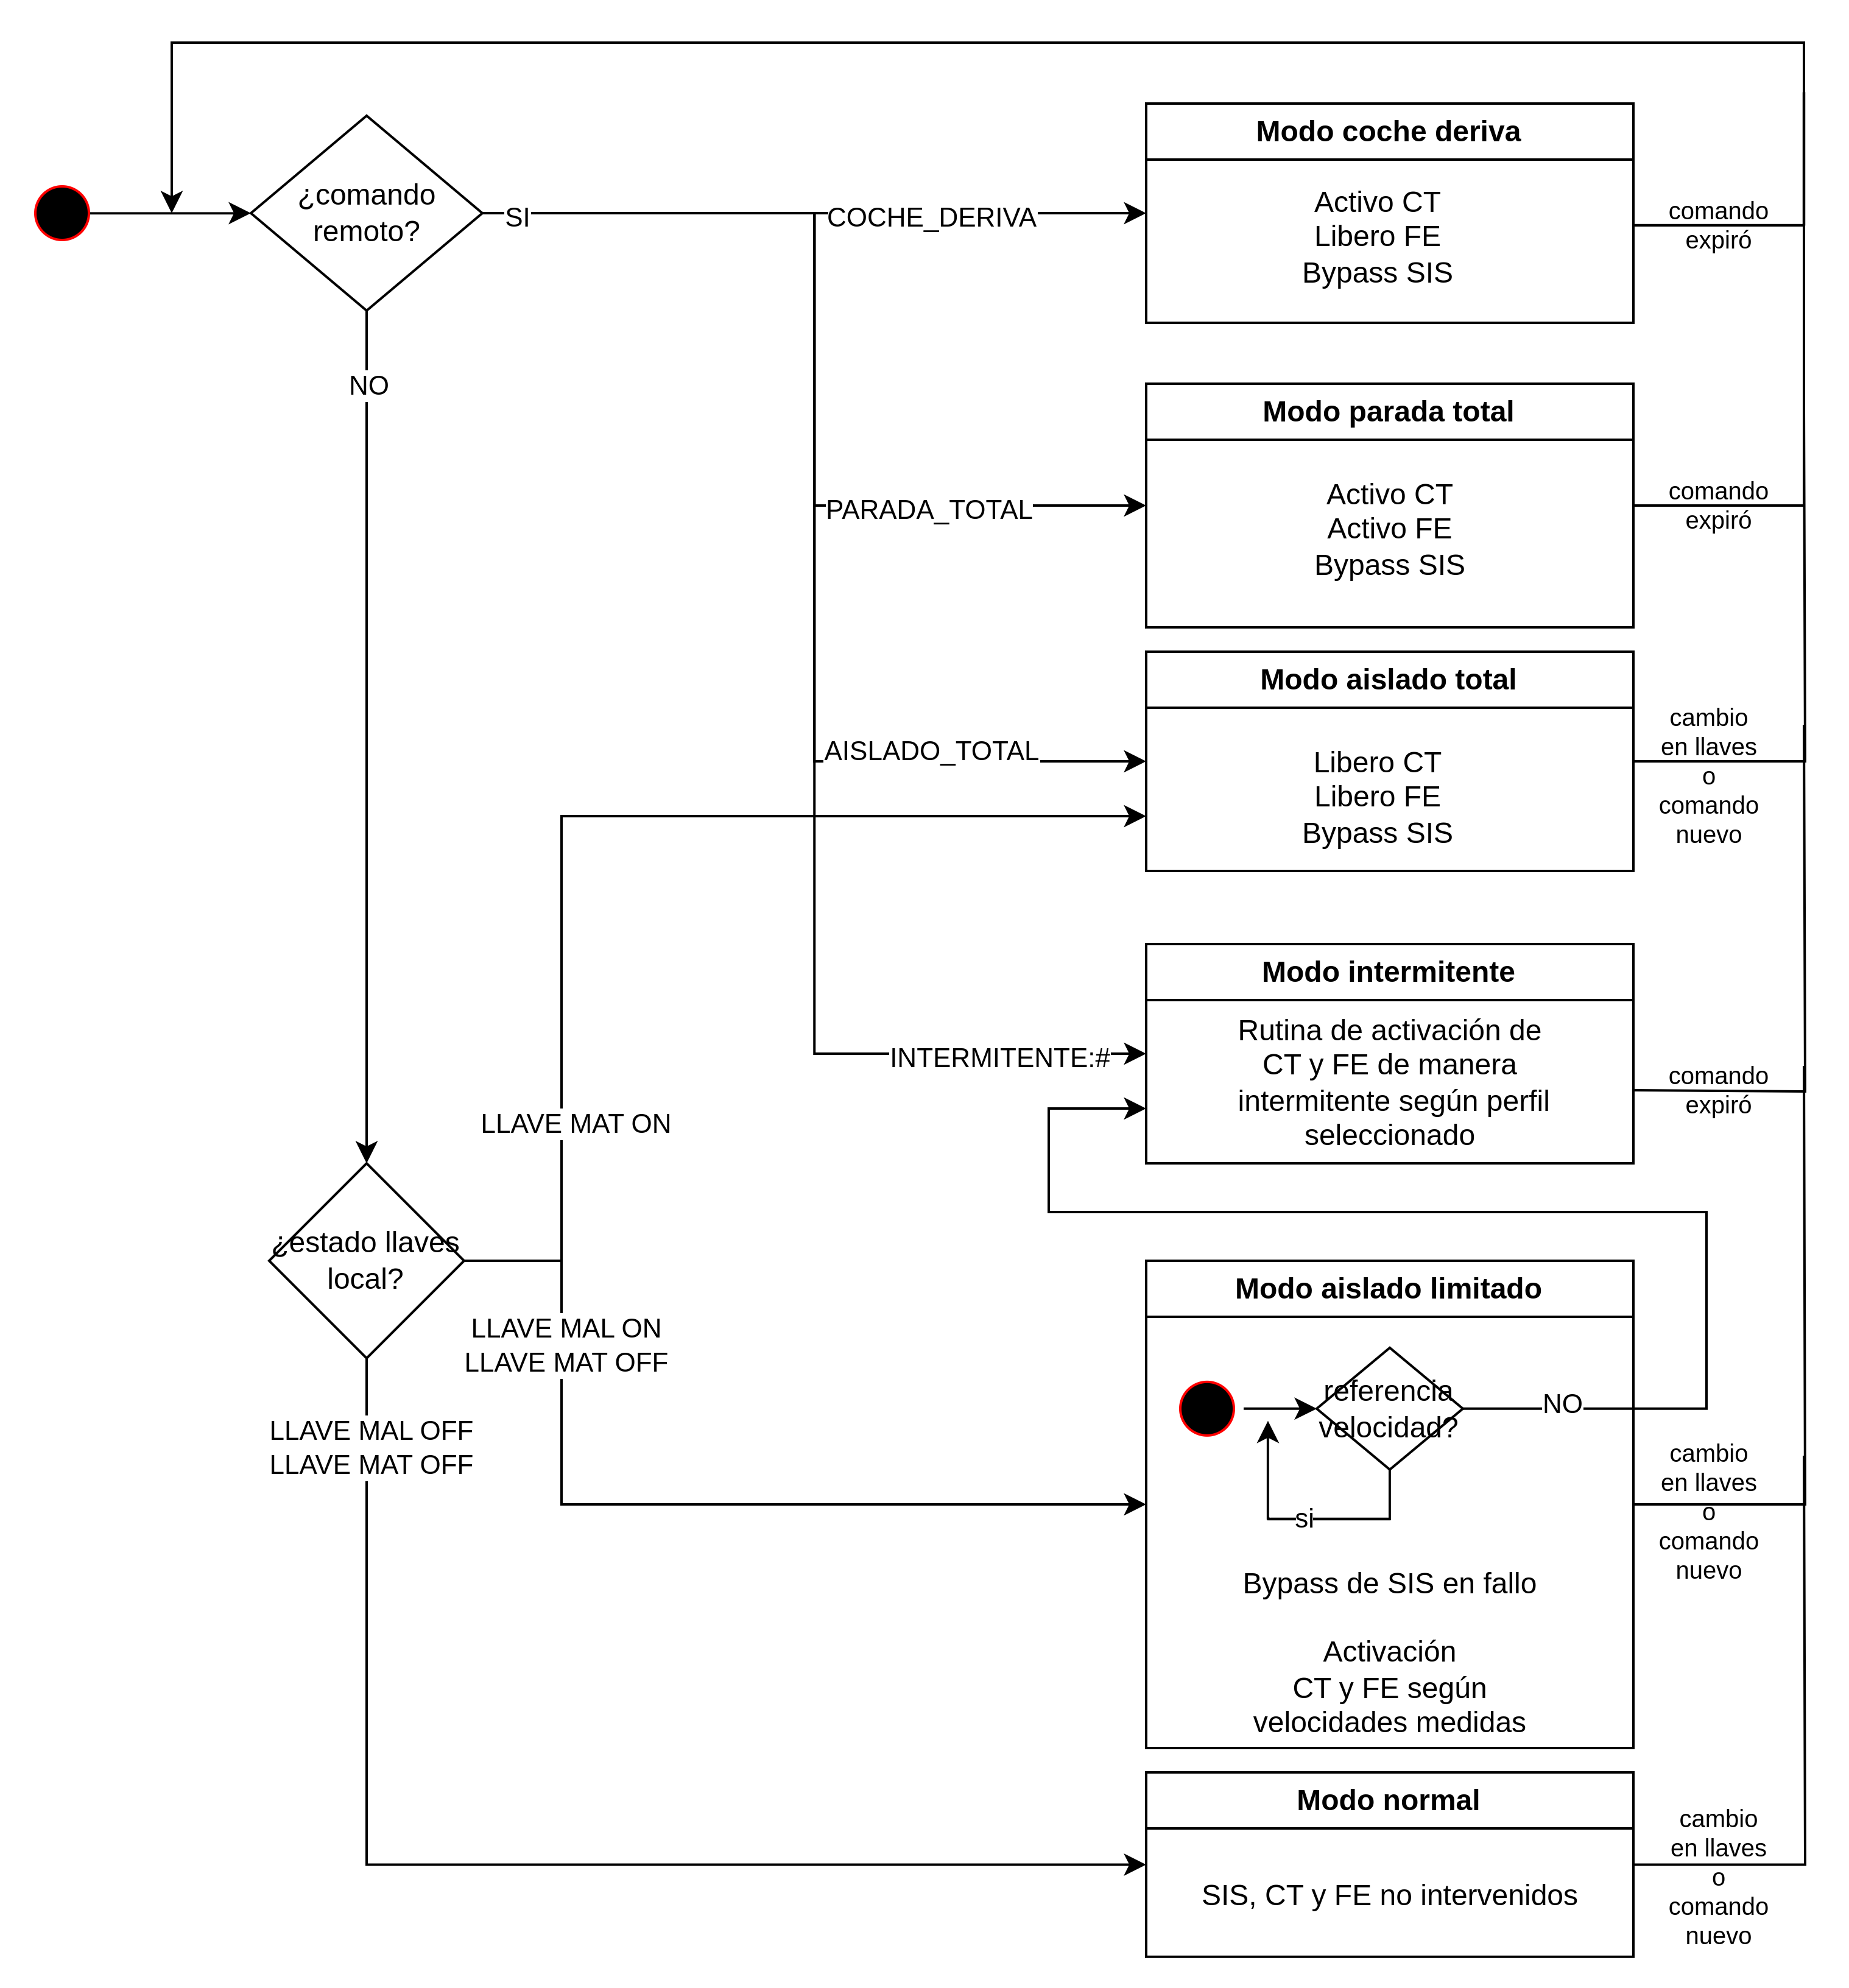 ¿comando
remoto?
SI
NO
COCHE_DERIVA
Modo coche deriva
Activo CT
Libero FE
Bypass SIS
comando
expiró
PARADA_TOTAL
Modo parada total
Activo CT
Activo FE
Bypass SIS
comando
expiró
AISLADO_TOTAL
Modo aislado total
Libero CT
Libero FE
Bypass SIS
cambio
en llaves
o
comando
nuevo
INTERMITENTE:#
Modo intermitente
Rutina de activación de
CT y FE de manera
intermitente según perfil
seleccionado
comando
expiró
LLAVE MAT ON
¿estado llaves
local?
LLAVE MAL ON
LLAVE MAT OFF
LLAVE MAL OFF
LLAVE MAT OFF
Modo aislado limitado
referencia
velocidad?
NO
si
Bypass de SIS en fallo
Activación
CT y FE según
velocidades medidas
cambio
en llaves
o
comando
nuevo
Modo normal
SIS, CT y FE no intervenidos
cambio
en llaves
o
comando
nuevo